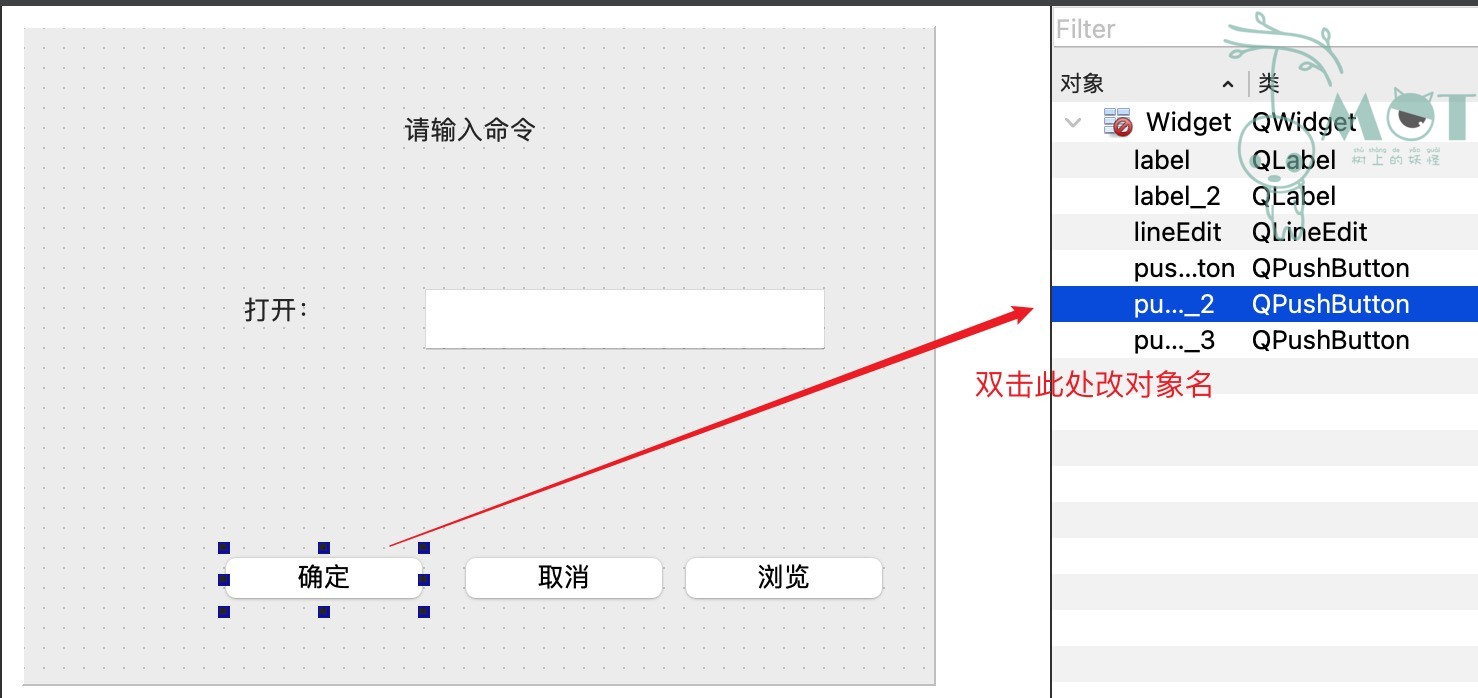 Filter
对象 类
Widget QWidget
label QLabel
label_2 QLabel
lineEdit QLineEdit
pus...ton QPushButton
pu..._2 QPushButton
pu..._3 QPushButton
MOT
shù shàng de yāo guài
树上的妖怪
请输入命令
打开：
双击此处改对象名
确定 取消 浏览